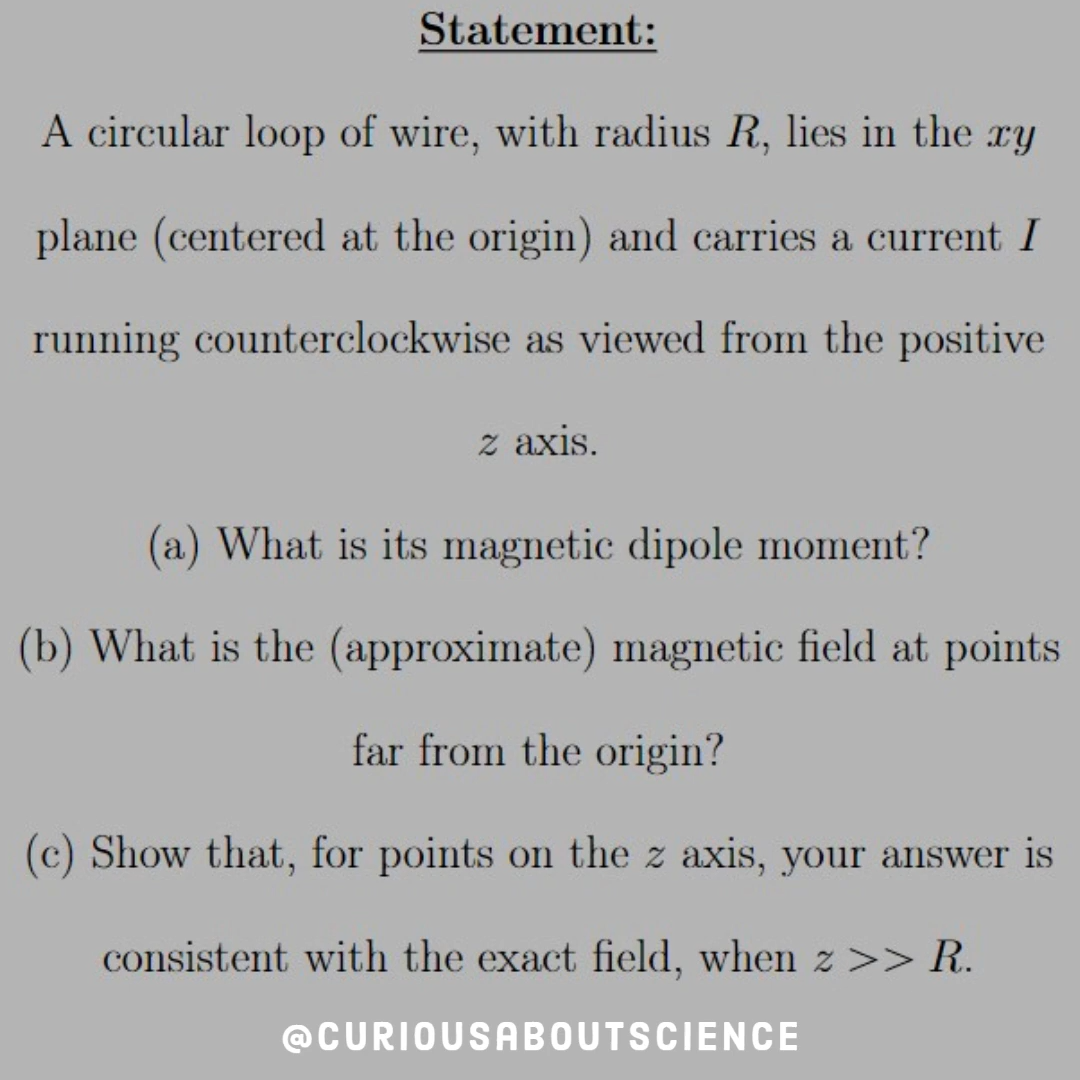 Statement:
A circular loop of wire, with radius R, lies in the xy
plane (centered at the origin) and carries a current I
running counterclockwise as viewed from the positive
z axis.
(a) What is its magnetic dipole moment?
(b) What is the (approximate) magnetic field at points
far from the origin?
(c) Show that, for points on the z axis, your answer is
consistent with the exact field, when z >> R.
@CURIOUSABOUTSCIENCE